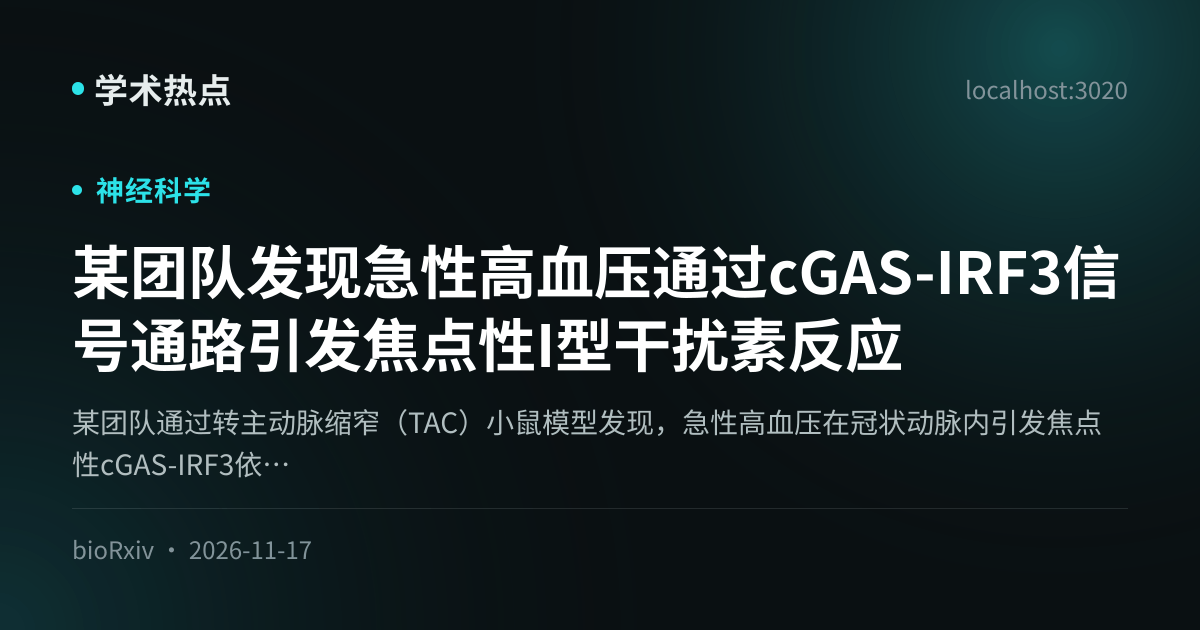 学术热点
localhost:3020
神经科学
某团队发现急性高血压通过cGAS-IRF3信
号通路引发焦点性I型干扰素反应
某团队通过转主动脉缩窄（TAC）小鼠模型发现，急性高血压在冠状动脉内引发焦点
性cGAS-IRF3依…
bioRxiv • 2026-11-17